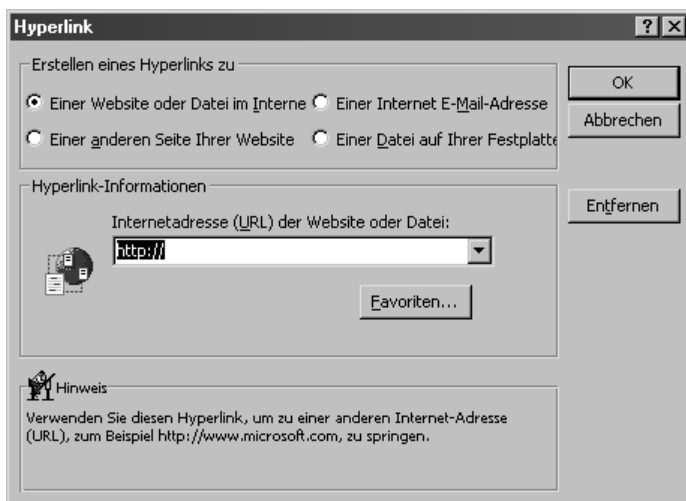 Hyperlink
Erstellen eines Hyperlinks zu
Einer Website oder Datei im Interne
Einer Internet E-Mail-Adresse
Einer anderen Seite Ihrer Website
Einer Datei auf Ihrer Festplatte
OK
Abbrechen
Entfernen
Hyperlink-Informationen
Internetadresse (URL) der Website oder Datei:
http://
Favoriten...
Hinweis
Verwenden Sie diesen Hyperlink, um zu einer anderen Internet-Adresse
(URL), zum Beispiel http://www.microsoft.com, zu springen.